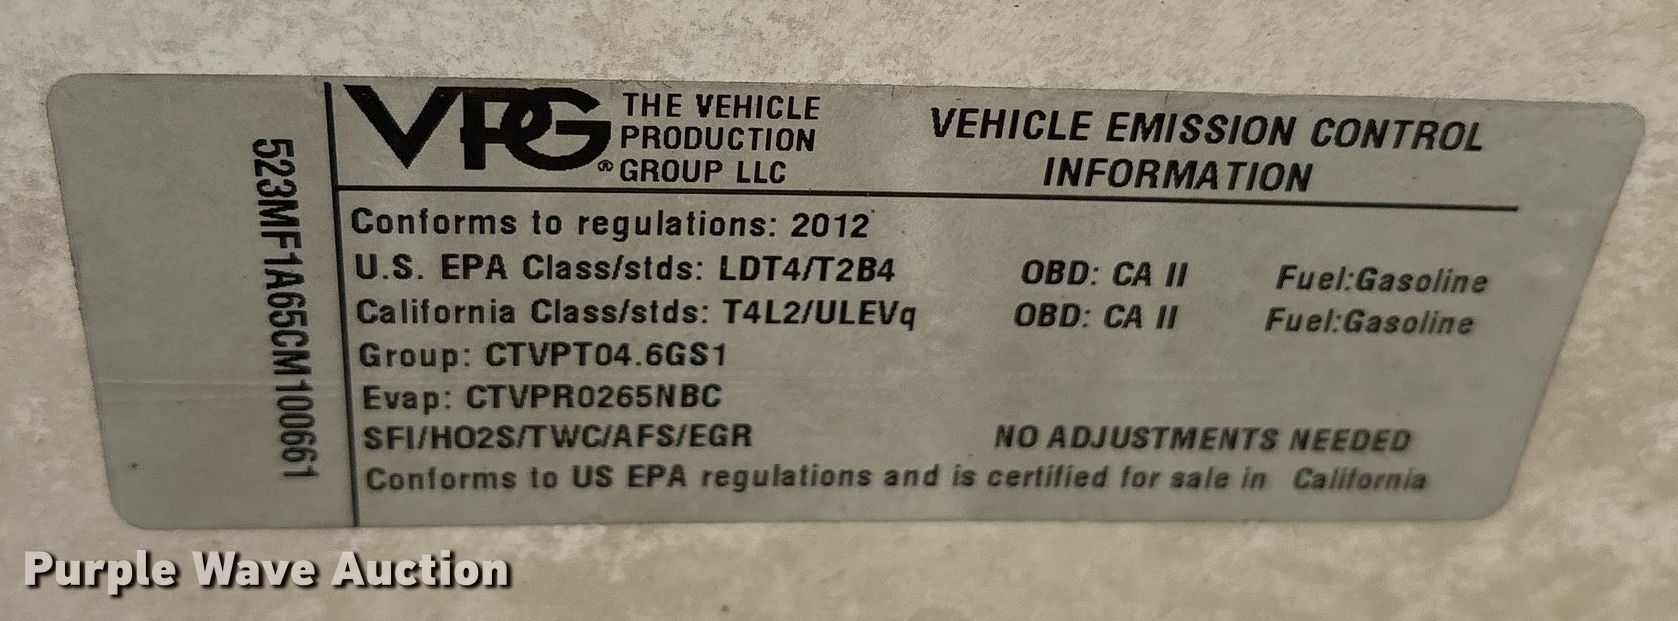 523MF1A65CM100661
VPG®
THE VEHICLE
PRODUCTION
GROUP LLC
VEHICLE EMISSION CONTROL
INFORMATION
Conforms to regulations: 2012
U.S. EPA Class/stds: LDT4/T2B4 OBD: CA II Fuel:Gasoline
California Class/stds: T4L2/ULEVq OBD: CA II Fuel:Gasoline
Group: CTVPT04.6GS1
Evap: CTVPR0265NBC
SFI/HO2S/TWC/AFS/EGR NO ADJUSTMENTS NEEDED
Conforms to US EPA regulations and is certified for sale in California
Purple Wave Auction